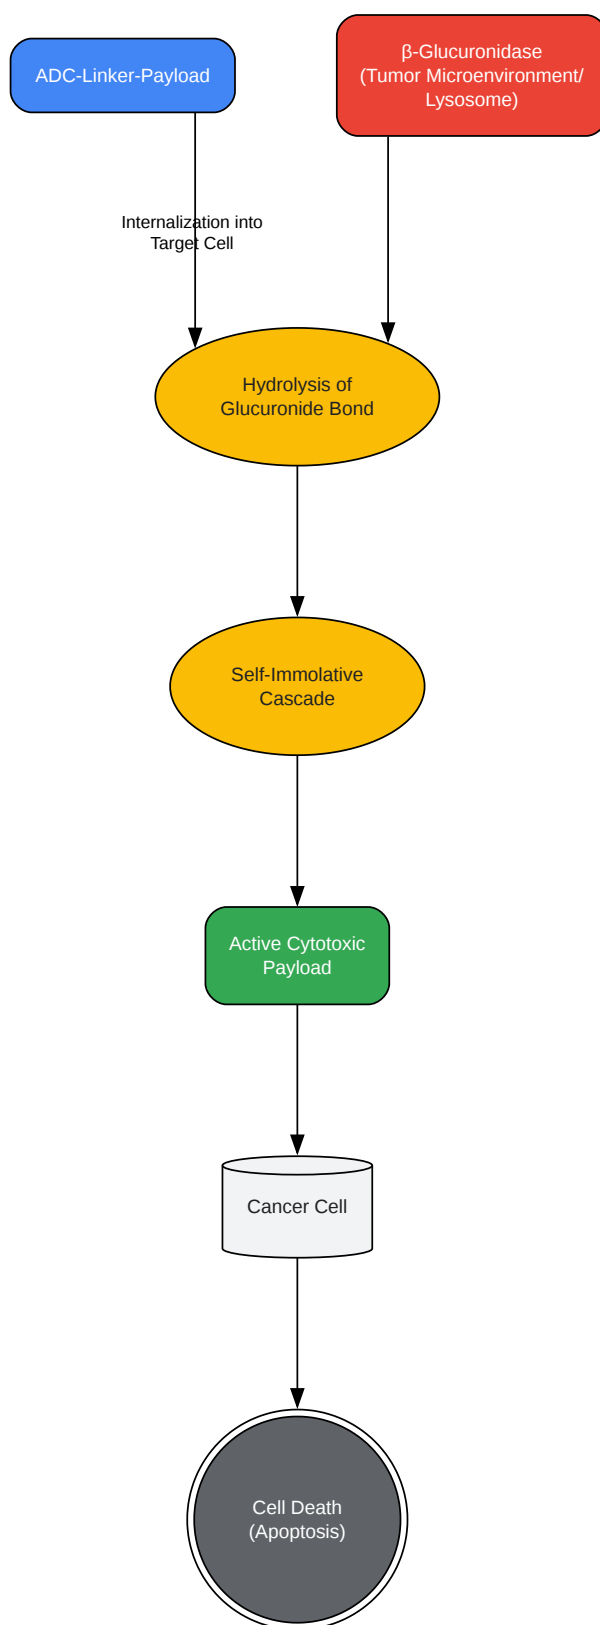 ADC-Linker-Payload
β-Glucuronidase
(Tumor Microenvironment/
Lysosome)
Internalization into
Target Cell
Hydrolysis of
Glucuronide Bond
Self-Immolative
Cascade
Active Cytotoxic
Payload
Cancer Cell
Cell Death
(Apoptosis)